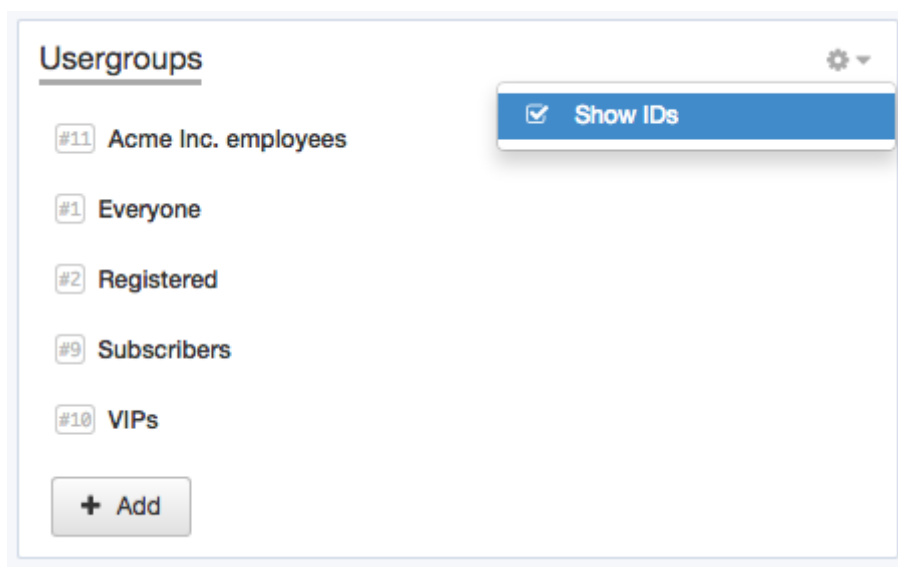 Usergroups
Show IDs
#11 Acme Inc. employees
#1 Everyone
#2 Registered
#9 Subscribers
#10 VIPs
+ Add